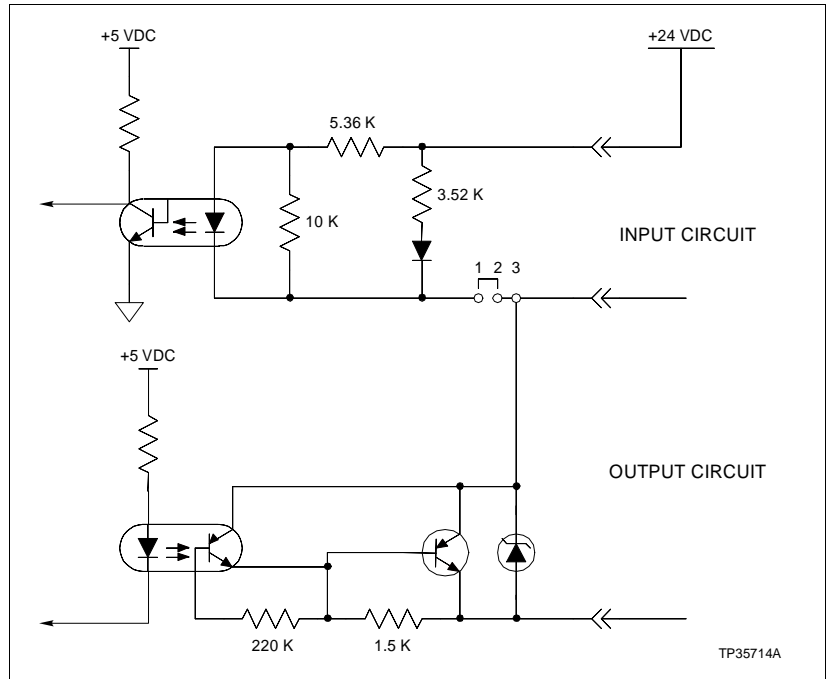 +5 VDC
+24 VDC
5.36 K
3.52 K
10 K
INPUT CIRCUIT
1 2 3
+5 VDC
OUTPUT CIRCUIT
220 K
1.5 K
TP35714A